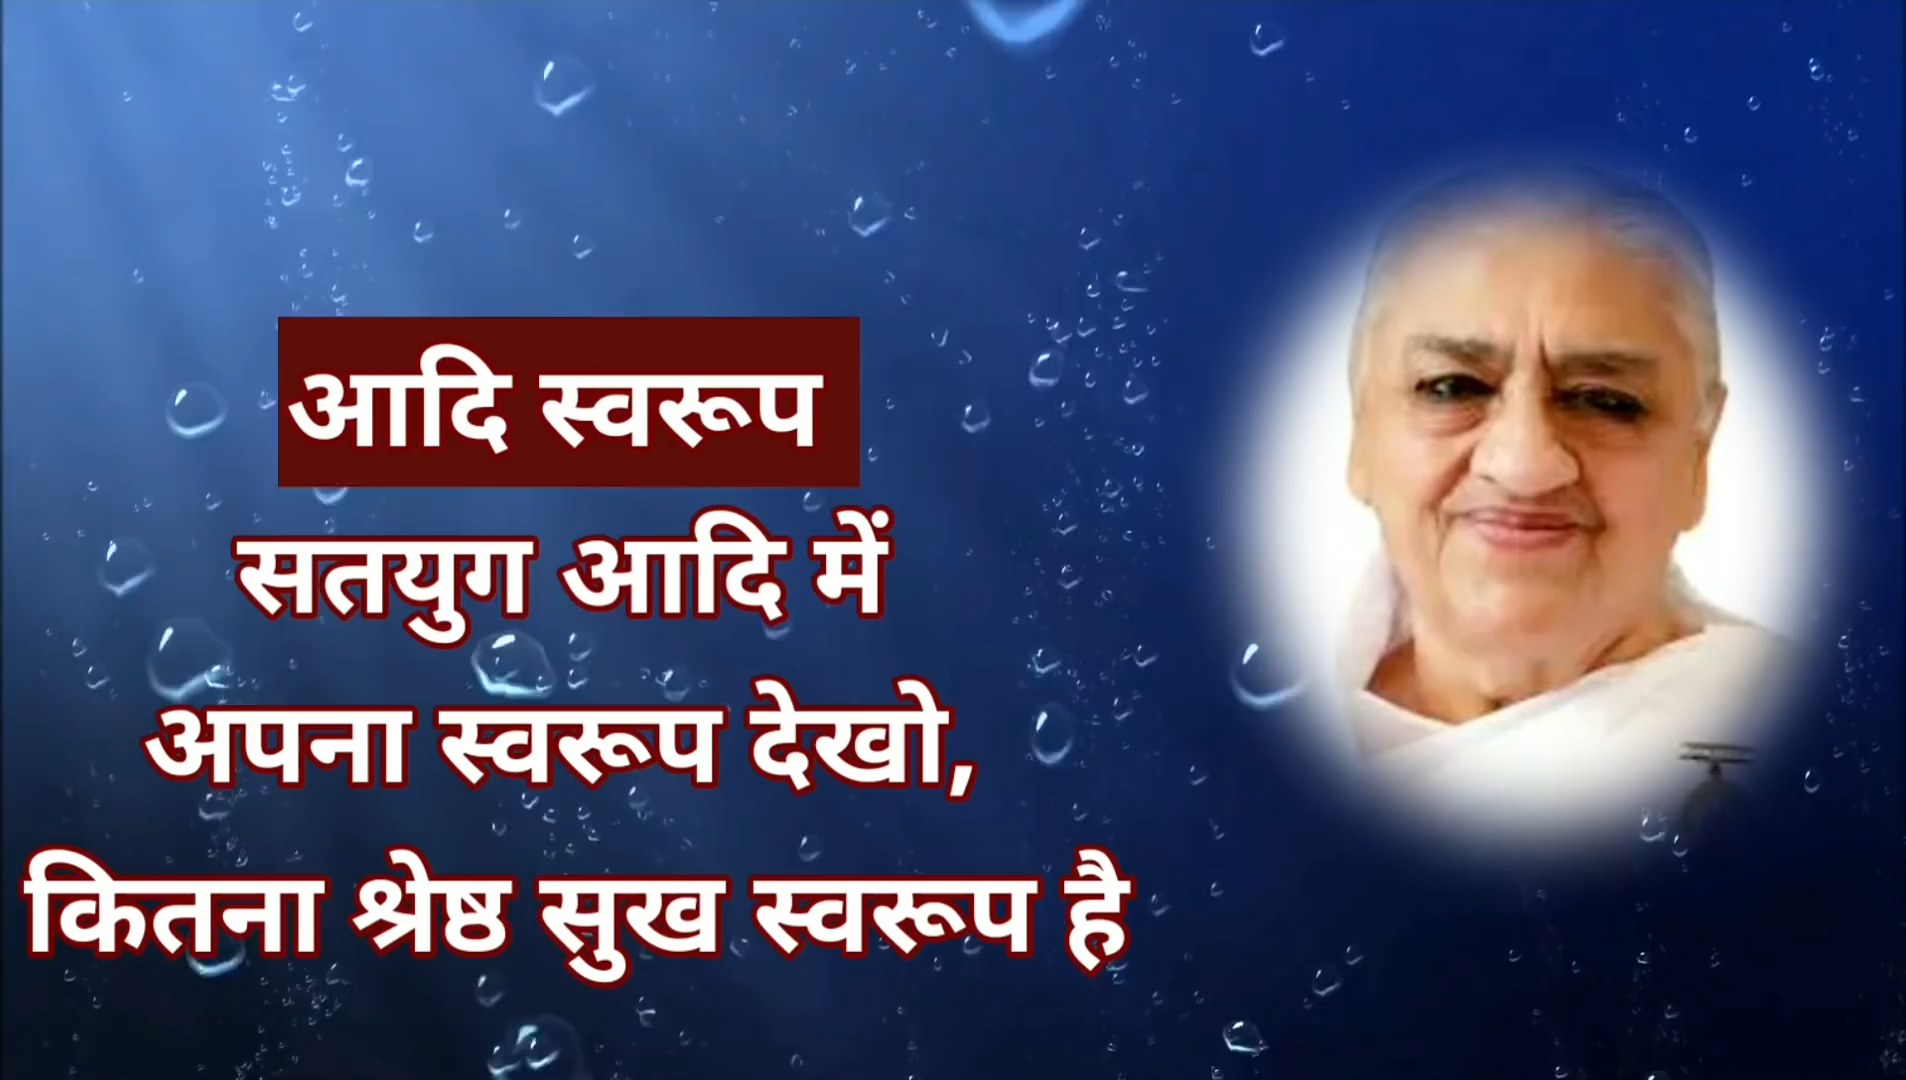 आदि स्वरूप
सतयुग आदि में
अपना स्वरूप देखो,
कितना श्रेष्ठ सुख स्वरूप है